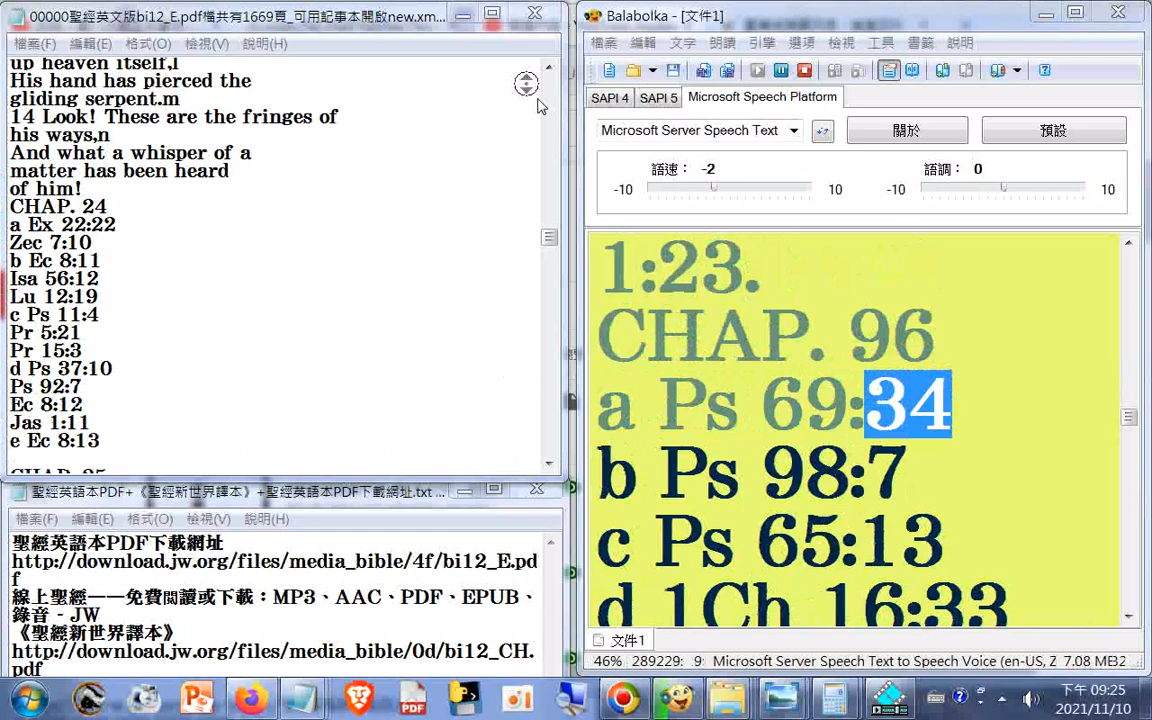 00000聖經英文版bi12_E.pdf檔共有1669頁_可用記事本開啟new.xm...
檔案(F) 編輯(E) 格式(O) 檢視(V) 說明(H)
up heaven itself,l
His hand has pierced the
gliding serpent.m
14 Look! These are the fringes of
his ways,n
And what a whisper of a
matter has been heard
of him!
CHAP. 24
a Ex 22:22
Zec 7:10
b Ec 8:11
Isa 56:12
Lu 12:19
c Ps 11:4
Pr 5:21
Pr 15:3
d Ps 37:10
Ps 92:7
Ec 8:12
Jas 1:11
e Ec 8:13
CHAP. 25
聖經英語本PDF+《聖經新世界譯本》+聖經英語本PDF下載網址.txt ...
檔案(F) 編輯(E) 格式(O) 檢視(V) 說明(H)
聖經英語本PDF下載網址
http://download.jw.org/files/media_bible/4f/bi12_E.pd
f
線上聖經——免費閱讀或下載：MP3、AAC、PDF、EPUB、
錄音 - JW
《聖經新世界譯本》
http://download.jw.org/files/media_bible/0d/bi12_CH.
pdf
Balabolka - [文件1]
檔案 編輯 文字 朗讀 引擎 選項 檢視 工具 書籤 說明
SAPI 4 SAPI 5 Microsoft Speech Platform
Microsoft Server Speech Text 關於 預設
語速： -2 語調： 0
-10 10 -10 10
1:23.
CHAP. 96
a Ps 69:34
b Ps 98:7
c Ps 65:13
d 1Ch 16:33
文件1
46% 289229: 9: Microsoft Server Speech Text to Speech Voice (en-US, Z 7.08 MB2
下午 09:25
2021/11/10